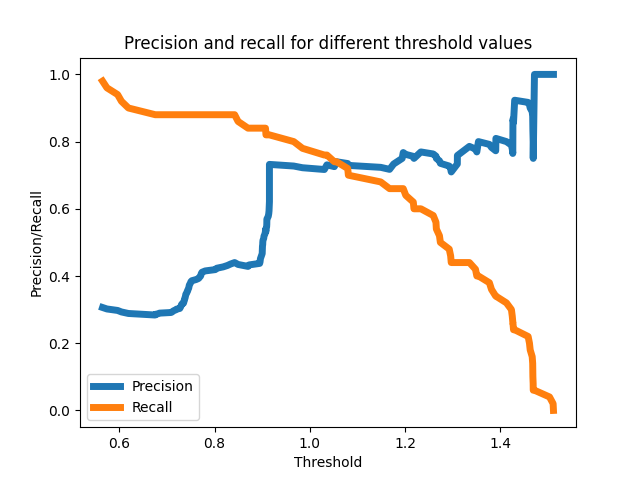 Precision and recall for different threshold values
Precision/Recall
1.0
0.8
0.6
0.4
0.2
0.0
Precision
Recall
0.6 0.8 1.0 1.2 1.4
Threshold